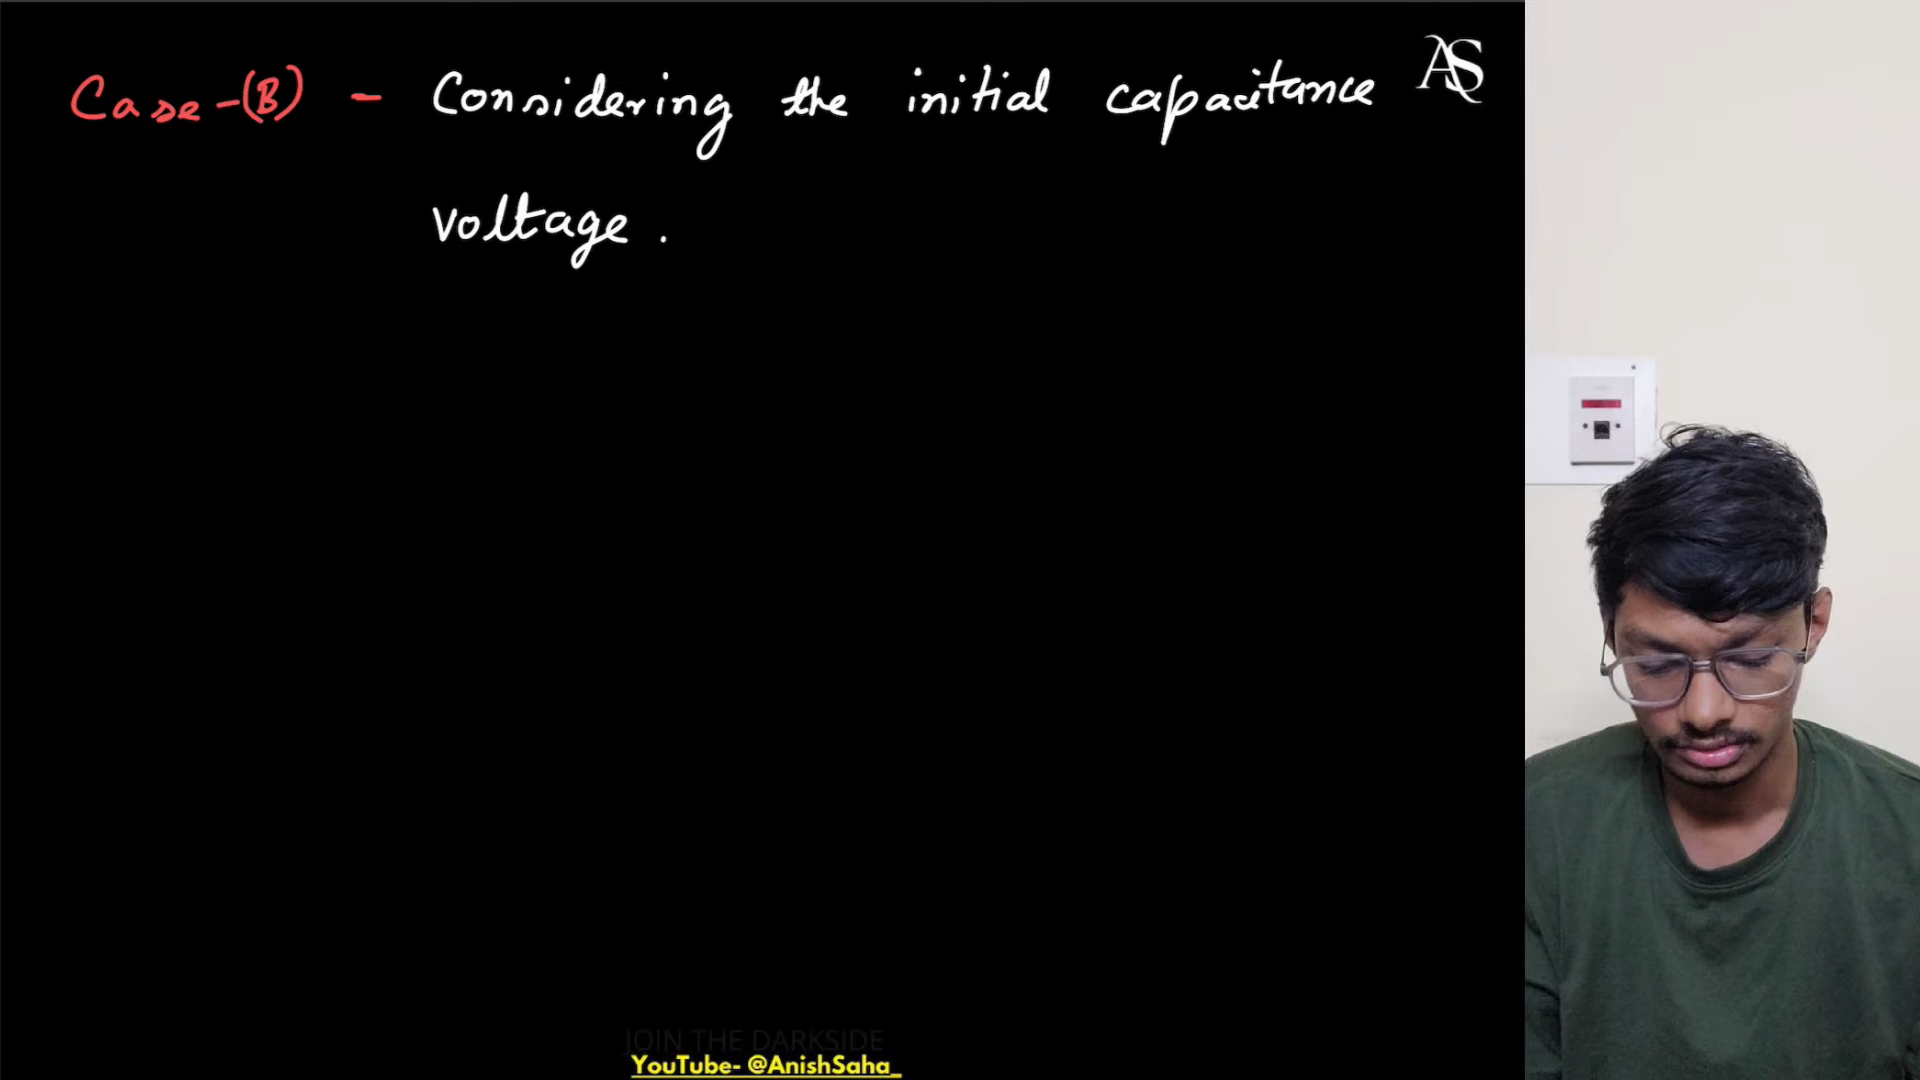 Case-(B) - Considering the initial capacitance
voltage.
AS
JOIN THE DARKSIDE
YouTube- @AnishSaha_